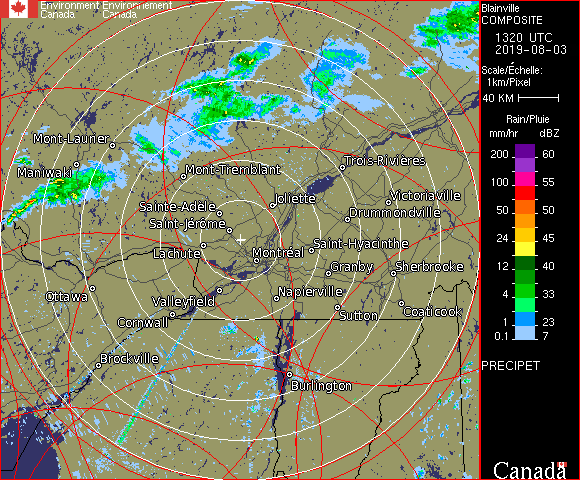 Environment Environnement
Canada Canada
Blainville
COMPOSITE
1320 UTC
2019-08-03
Scale/Échelle:
1km/Pixel
40 KM
Rain/Pluie
mm/hr dBZ
200 60
100 55
50 50
24 45
12 40
4 33
1 23
0.1 7
PRECIPET
Canada
Mont-Laurier
Maniwaki
Mont-Tremblant
Trois-Rivières
Joliette
Victoriaville
Sainte-Adèle
Drummondville
Saint-Jérôme
Saint-Hyacinthe
Lachute
Montréal
Granby
Sherbrooke
Ottawa
Valleyfield
Napierville
Cornwall
Sutton
Coaticook
Brockville
Burlington